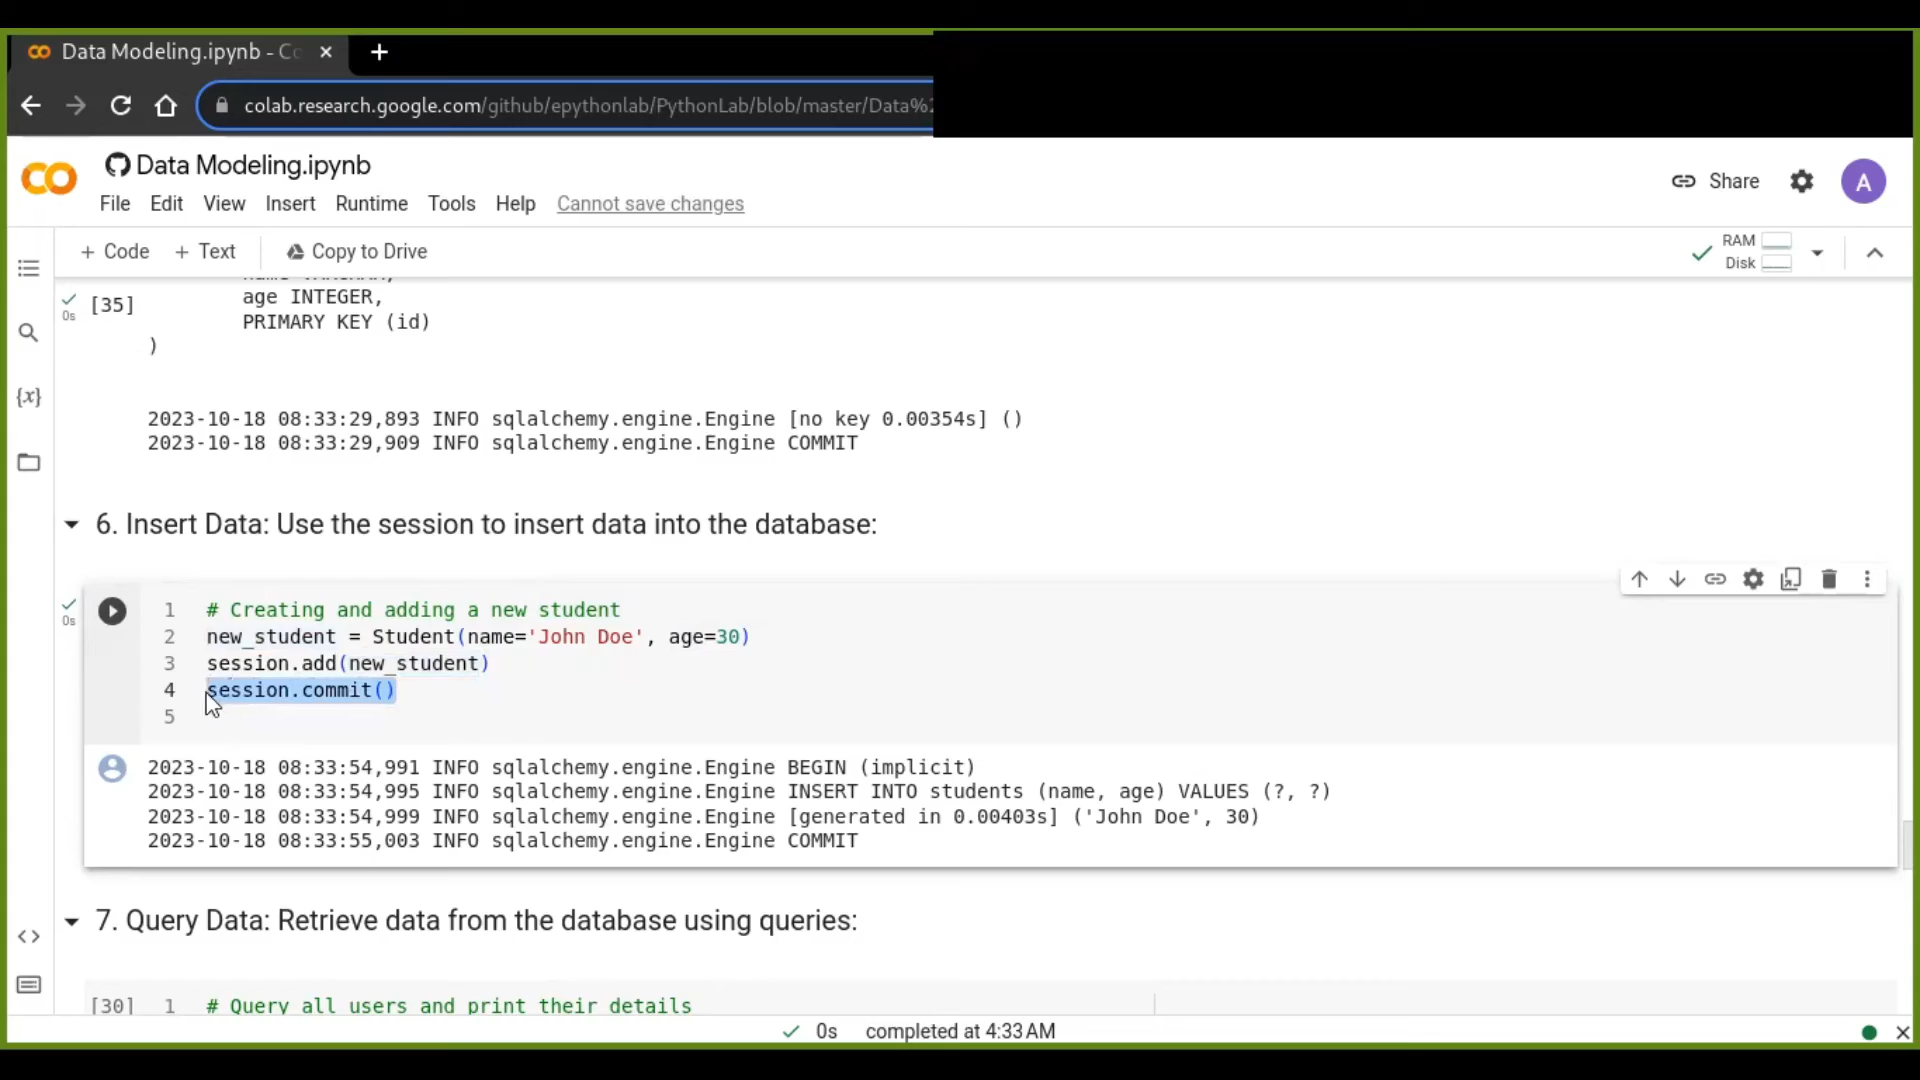 Data Modeling.ipynb - Co
colab.research.google.com/github/epythonlab/PythonLab/blob/master/Data%2
Data Modeling.ipynb
File Edit View Insert Runtime Tools Help Cannot save changes
Share
A
+ Code + Text Copy to Drive
RAM
Disk
[35]
0s
age INTEGER,
PRIMARY KEY (id)
)
2023-10-18 08:33:29,893 INFO sqlalchemy.engine.Engine [no key 0.00354s] ()
2023-10-18 08:33:29,909 INFO sqlalchemy.engine.Engine COMMIT
6. Insert Data: Use the session to insert data into the database:
0s
1 # Creating and adding a new student
2 new_student = Student(name='John Doe', age=30)
3 session.add(new_student)
4 session.commit()
5
2023-10-18 08:33:54,991 INFO sqlalchemy.engine.Engine BEGIN (implicit)
2023-10-18 08:33:54,995 INFO sqlalchemy.engine.Engine INSERT INTO students (name, age) VALUES (?, ?)
2023-10-18 08:33:54,999 INFO sqlalchemy.engine.Engine [generated in 0.00403s] ('John Doe', 30)
2023-10-18 08:33:55,003 INFO sqlalchemy.engine.Engine COMMIT
7. Query Data: Retrieve data from the database using queries:
[30] 1 # Query all users and print their details
0s completed at 4:33 AM